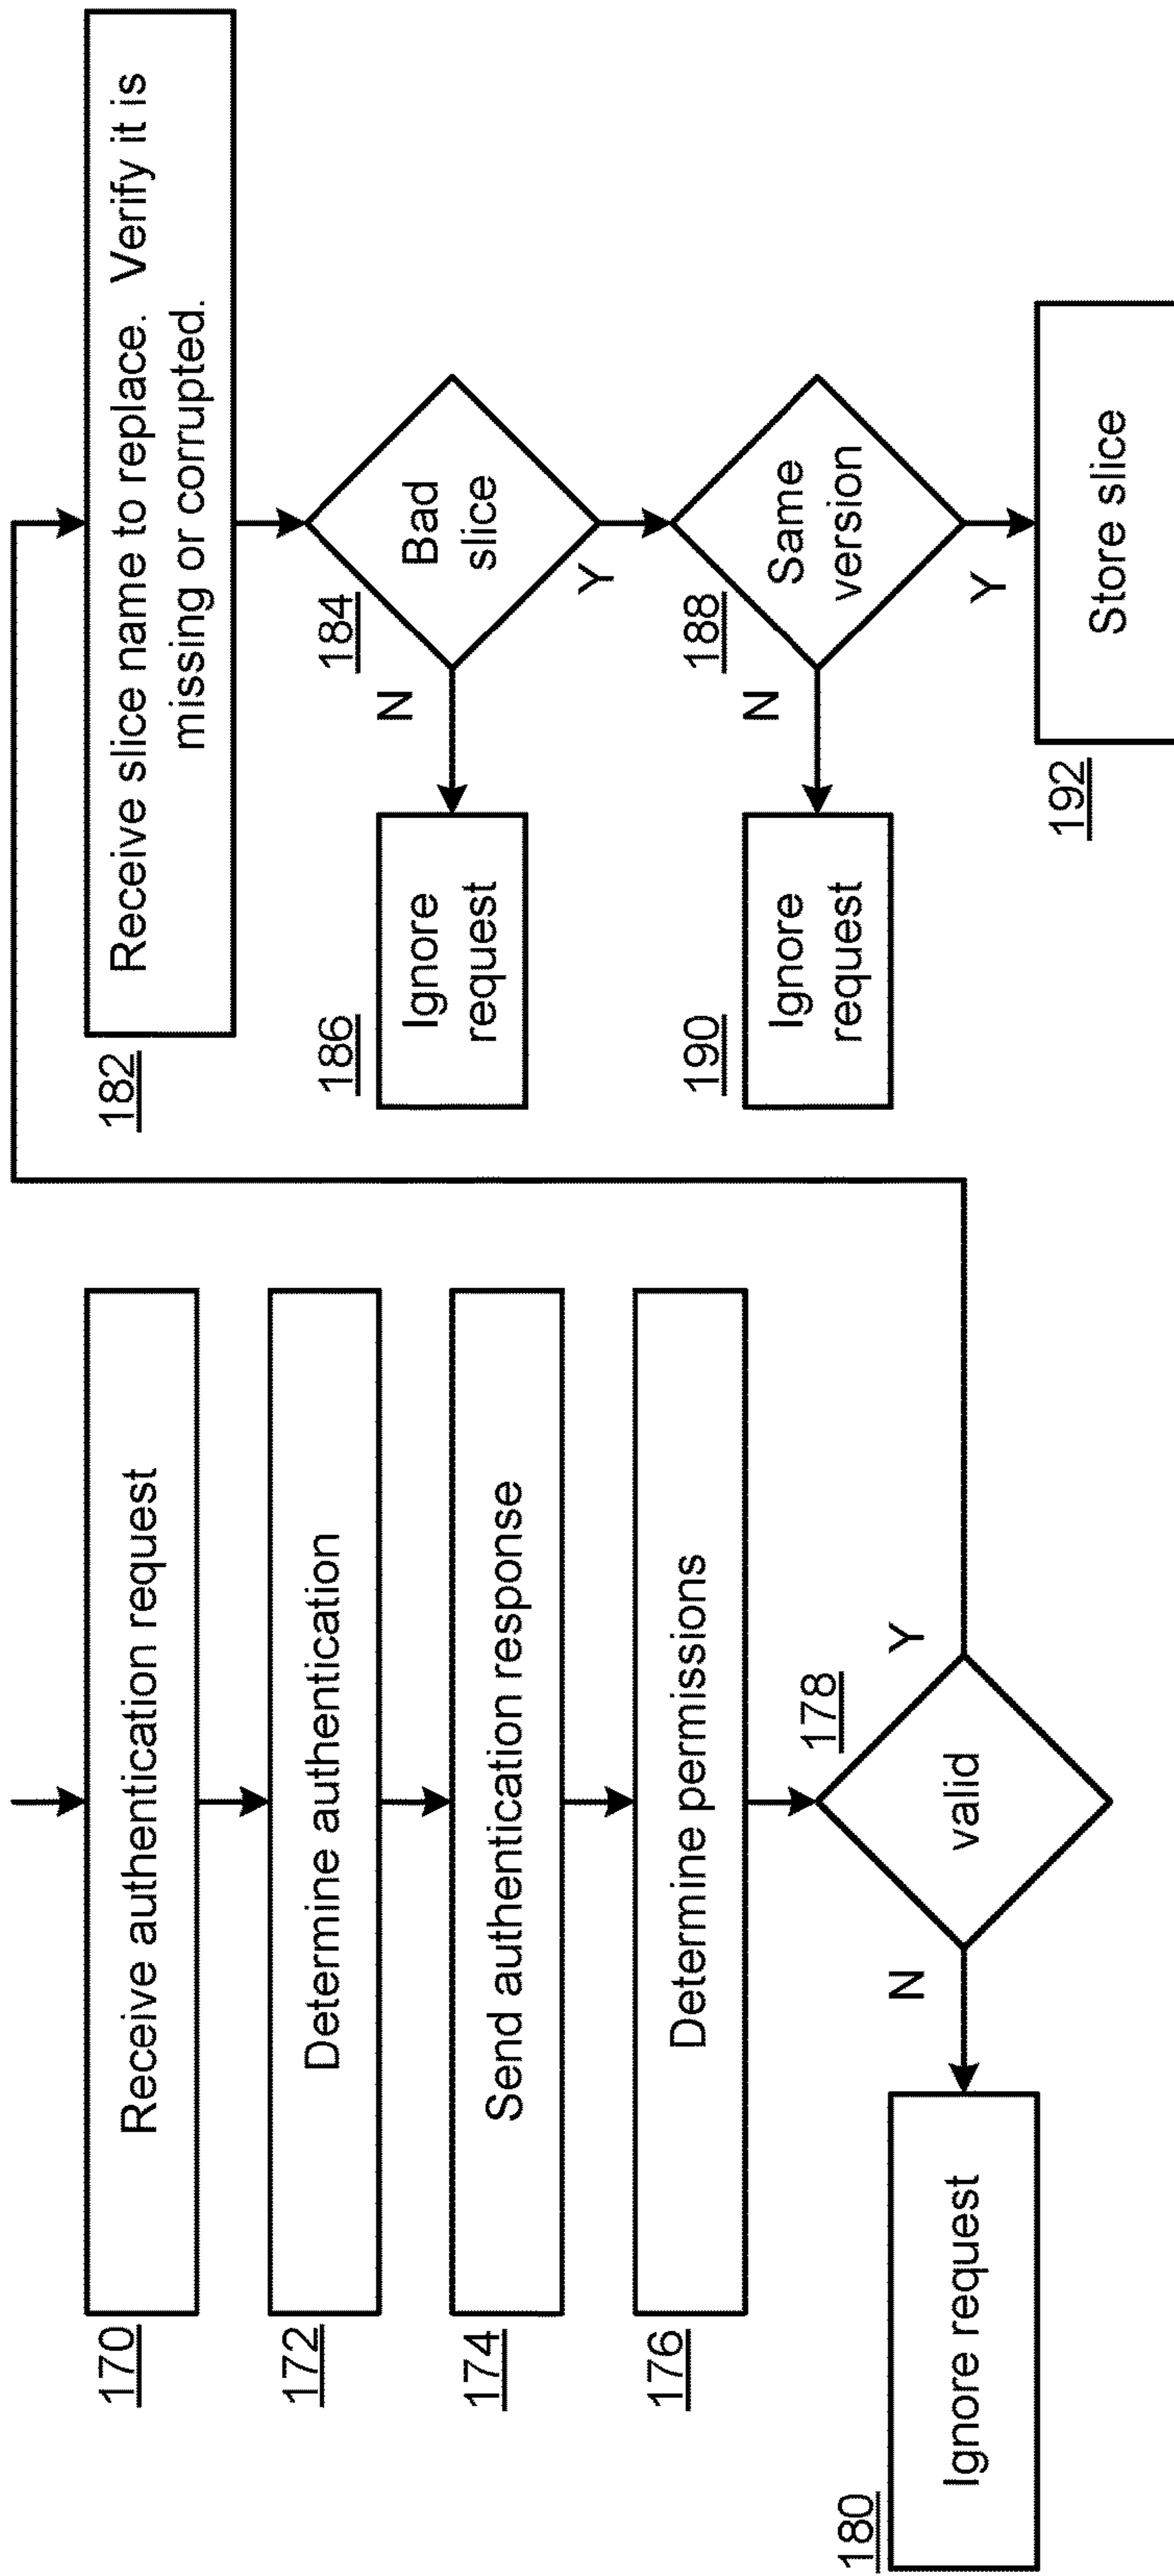 170
Receive authentication request
172
Determine authentication
174
Send authentication response
176
Determine permissions
178
valid
N
Y
180
Ignore request
182
Receive slice name to replace.  Verify it is
missing or corrupted.
184
Bad
slice
N
Y
186
Ignore
request
188
Same
version
N
Y
190
Ignore
request
192
Store slice